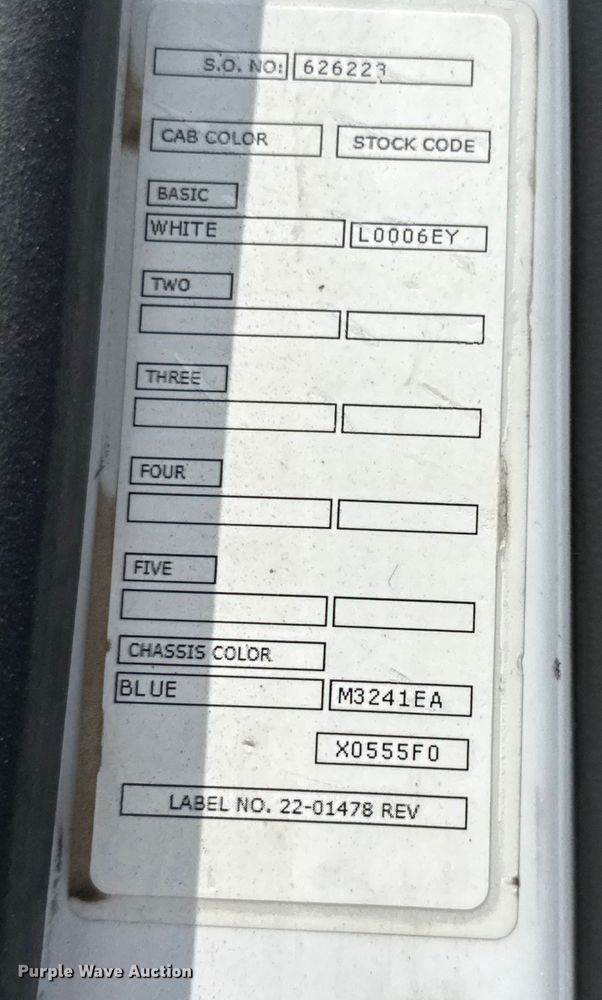 S.O. NO: 626223
CAB COLOR STOCK CODE
BASIC
WHITE L0006EY
TWO
THREE
FOUR
FIVE
CHASSIS COLOR
BLUE M3241EA
X0555F0
LABEL NO. 22-01478 REV
Purple Wave Auction